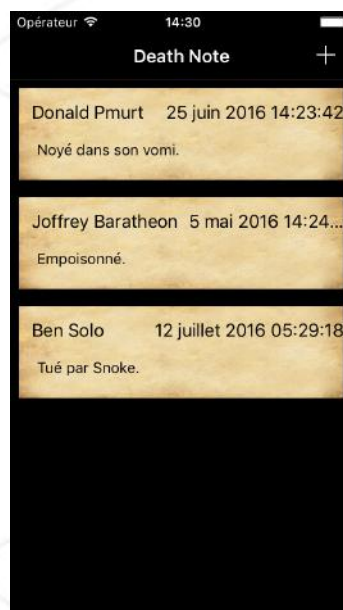 Opérateur 14:30
Death Note +
Donald Pmurt 25 juin 2016 14:23:42
Noyé dans son vomi.
Joffrey Baratheon 5 mai 2016 14:24...
Empoisonné.
Ben Solo 12 juillet 2016 05:29:18
Tué par Snoke.